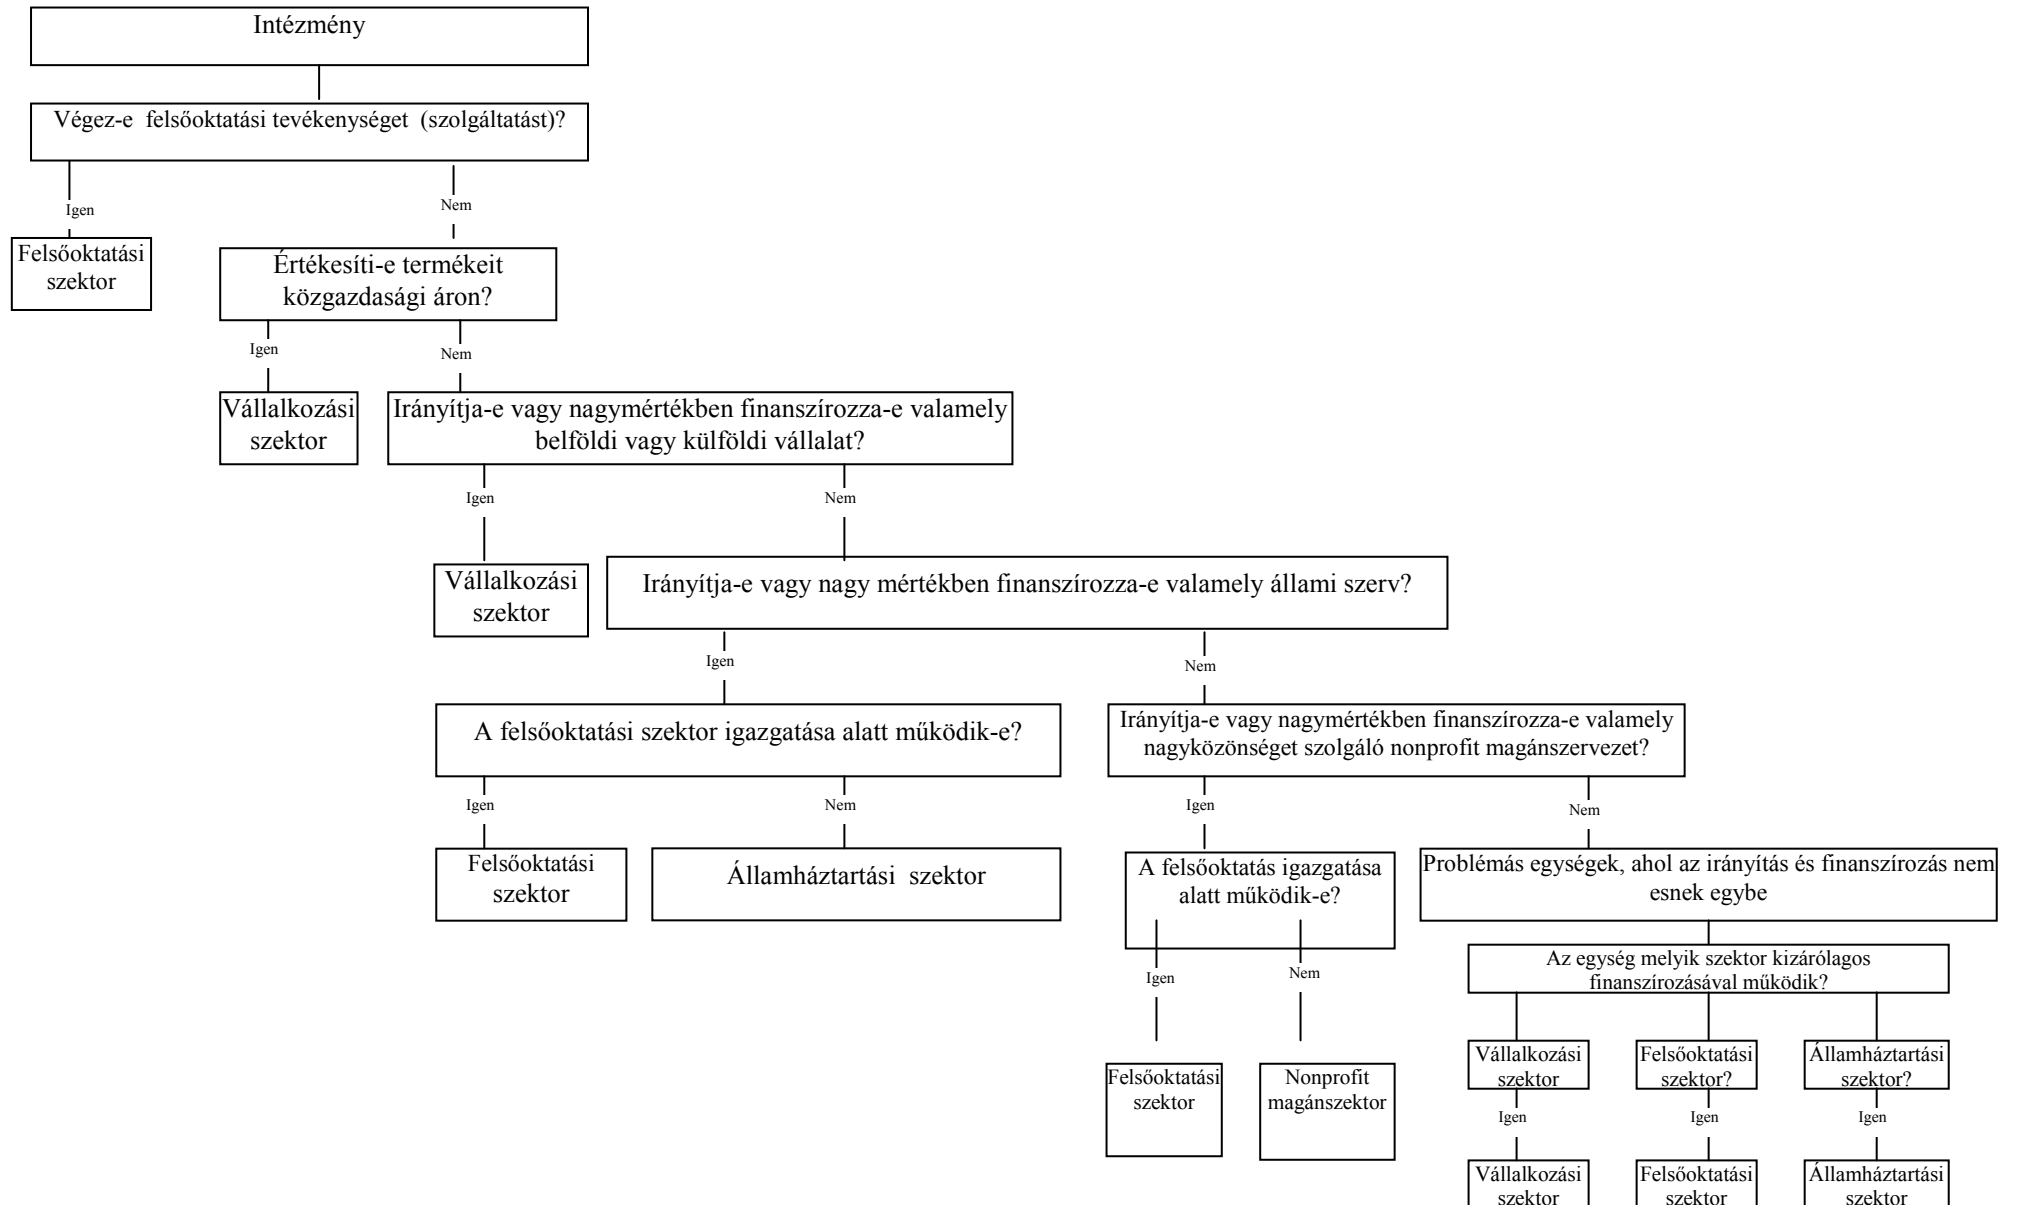 Intézmény
Végez-e felsőoktatási tevékenységet (szolgáltatást)?
Igen
Nem
Felsőoktatási
szektor
Értékesíti-e termékeit
közgazdasági áron?
Igen
Nem
Vállalkozási
szektor
Irányítja-e vagy nagymértékben finanszírozza-e valamely
belföldi vagy külföldi vállalat?
Igen
Nem
Vállalkozási
szektor
Irányítja-e vagy nagy mértékben finanszírozza-e valamely állami szerv?
Igen
Nem
A felsőoktatási szektor igazgatása alatt működik-e?
Irányítja-e vagy nagymértékben finanszírozza-e valamely
nagyközönséget szolgáló nonprofit magánszervezet?
Igen
Nem
Igen
Nem
Felsőoktatási
szektor
Államháztartási szektor
A felsőoktatás igazgatása
alatt működik-e?
Problémás egységek, ahol az irányítás és finanszírozás nem
esnek egybe
Igen
Nem
Az egység melyik szektor kizárólagos
finanszírozásával működik?
Felsőoktatási
szektor
Nonprofit
magánszektor
Vállalkozási
szektor
Felsőoktatási
szektor?
Államháztartási
szektor?
Igen
Igen
Igen
Vállalkozási
szektor
Felsőoktatási
szektor
Államháztartási
szektor